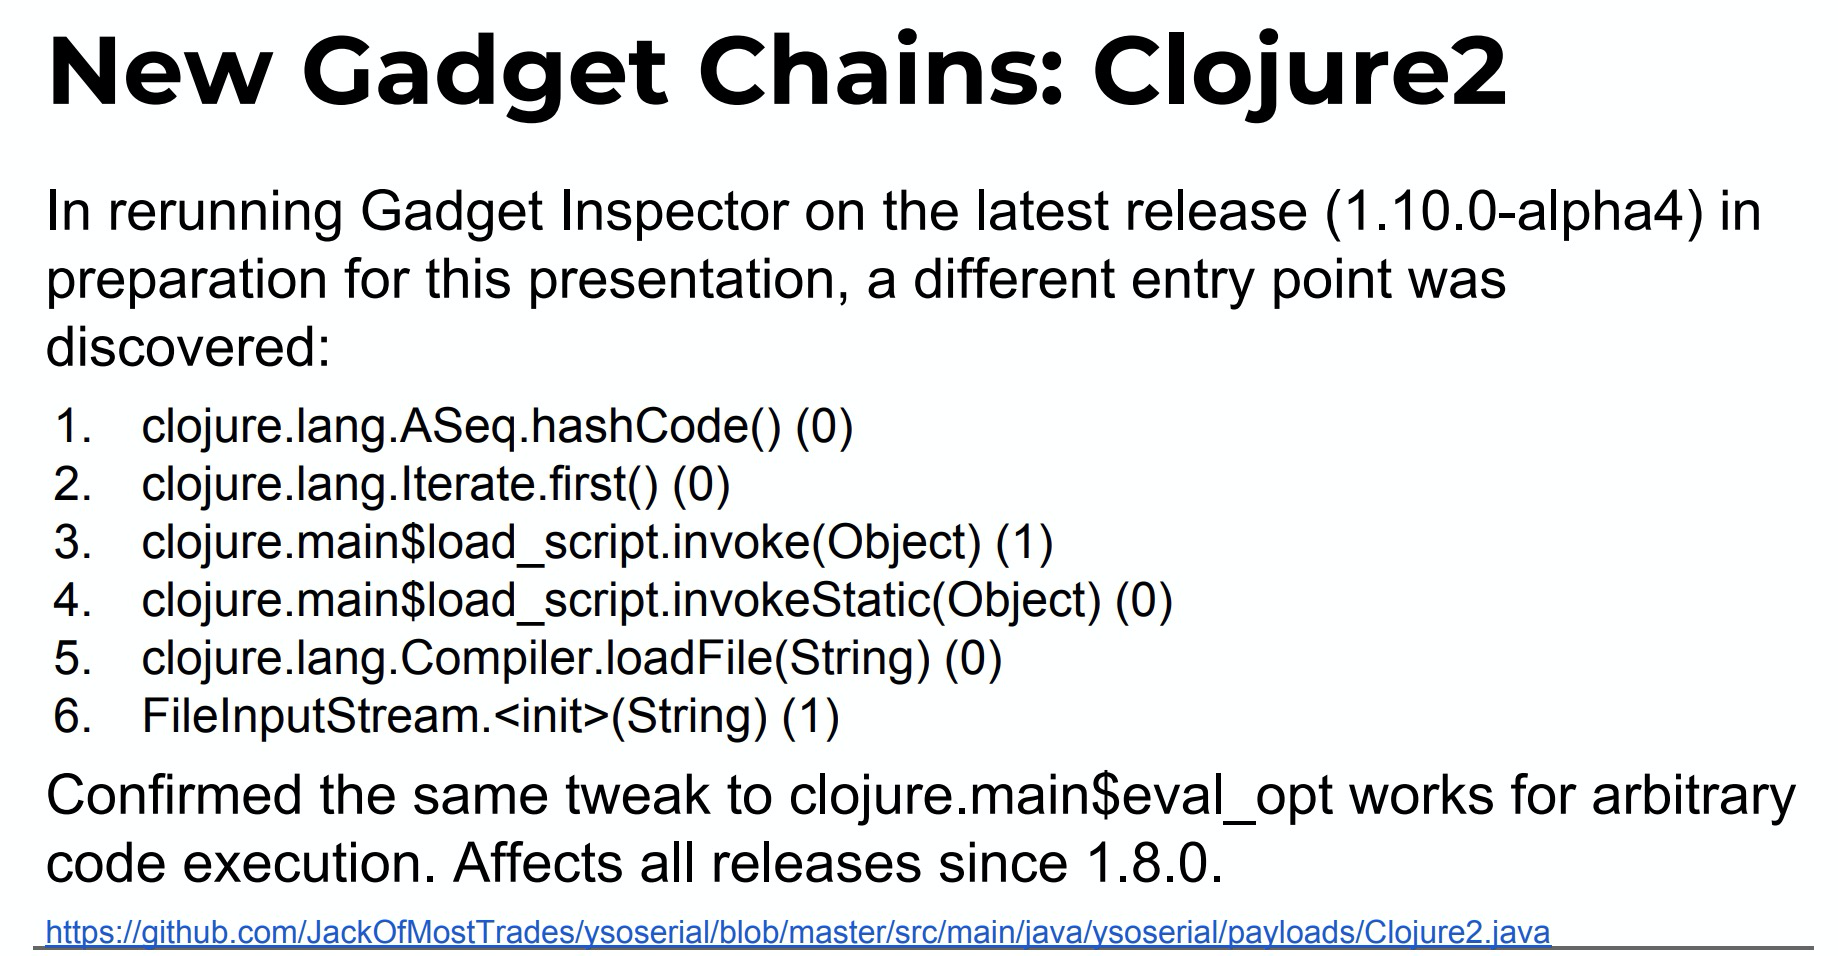 New Gadget Chains: Clojure2
In rerunning Gadget Inspector on the latest release (1.10.0-alpha4) in
preparation for this presentation, a different entry point was
discovered:
1. clojure.lang.ASeq.hashCode() (0)
2. clojure.lang.Iterate.first() (0)
3. clojure.main$load_script.invoke(Object) (1)
4. clojure.main$load_script.invokeStatic(Object) (0)
5. clojure.lang.Compiler.loadFile(String) (0)
6. FileInputStream.<init>(String) (1)
Confirmed the same tweak to clojure.main$eval_opt works for arbitrary
code execution. Affects all releases since 1.8.0.
https://github.com/JackOfMostTrades/ysoserial/blob/master/src/main/java/ysoserial/payloads/Clojure2.java